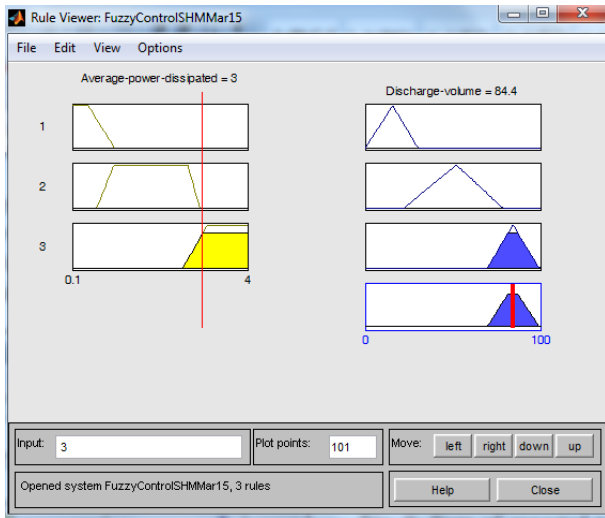 Rule Viewer: FuzzyControlSHMMar15
File Edit View Options
Average-power-dissipated = 3
Discharge-volume = 84.4
1
2
3
0.1 4
0 100
Input: 3
Plot points: 101
Move: left right down up
Opened system FuzzyControlSHMMar15, 3 rules
Help Close